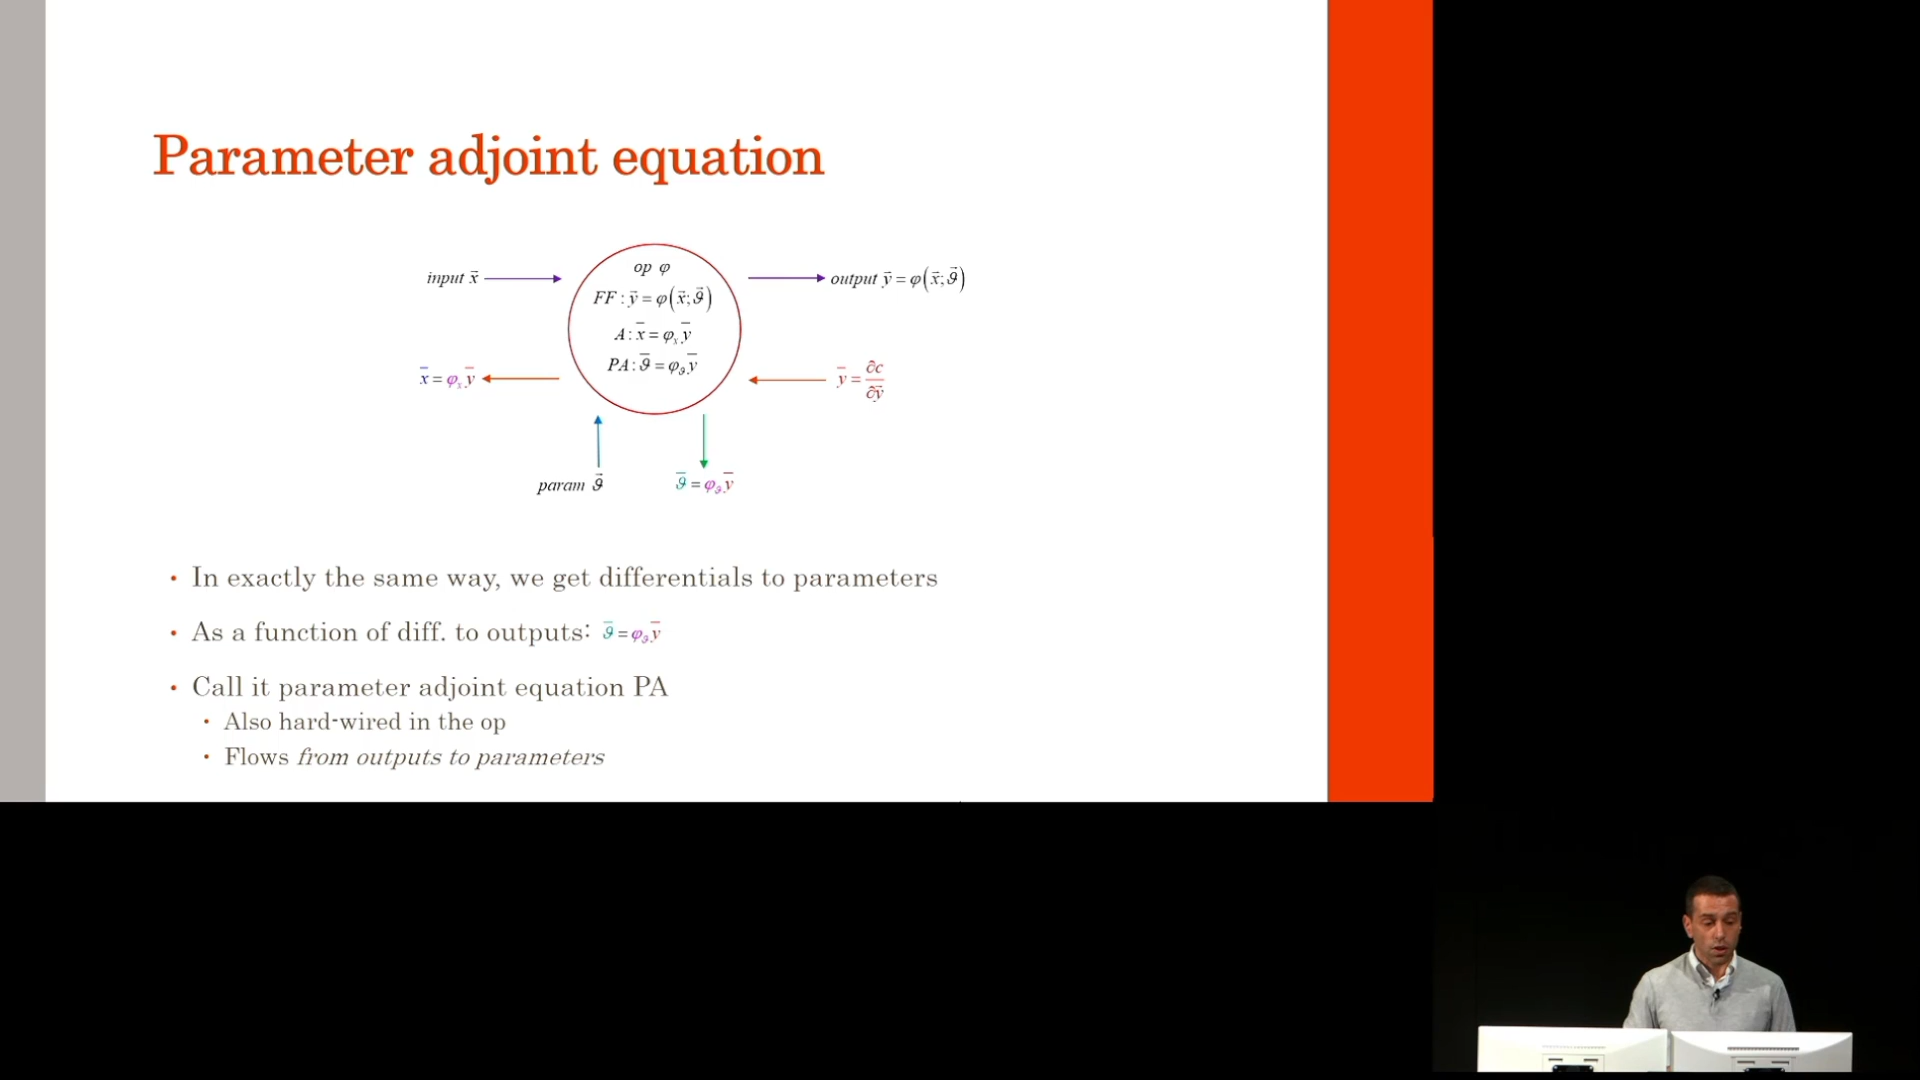 Parameter adjoint equation
input x⃗
op φ
output y⃗ = φ(x⃗; ϑ⃗)
FF : y⃗ = φ(x⃗; ϑ⃗)
A : x̅ = φₓ y̅
PA : ϑ̅ = φ_ϑ y̅
x̅ = φₓ y̅
y̅ = ∂c / ∂y⃗
param ϑ⃗
ϑ̅ = φ_ϑ y̅
• In exactly the same way, we get differentials to parameters
• As a function of diff. to outputs: ϑ̅ = φ_ϑ y̅
• Call it parameter adjoint equation PA
• Also hard-wired in the op
• Flows from outputs to parameters